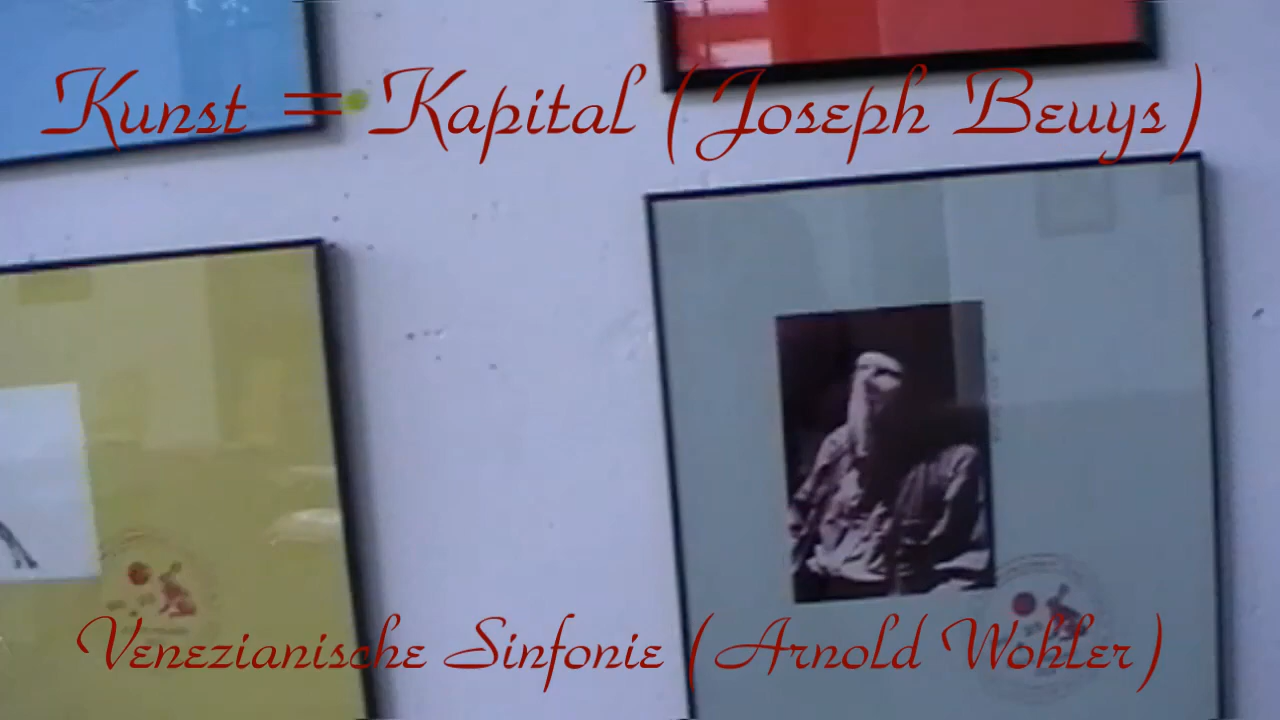 Kunst = Kapital (Joseph Beuys)
Venezianische Sinfonie (Arnold Wohler)